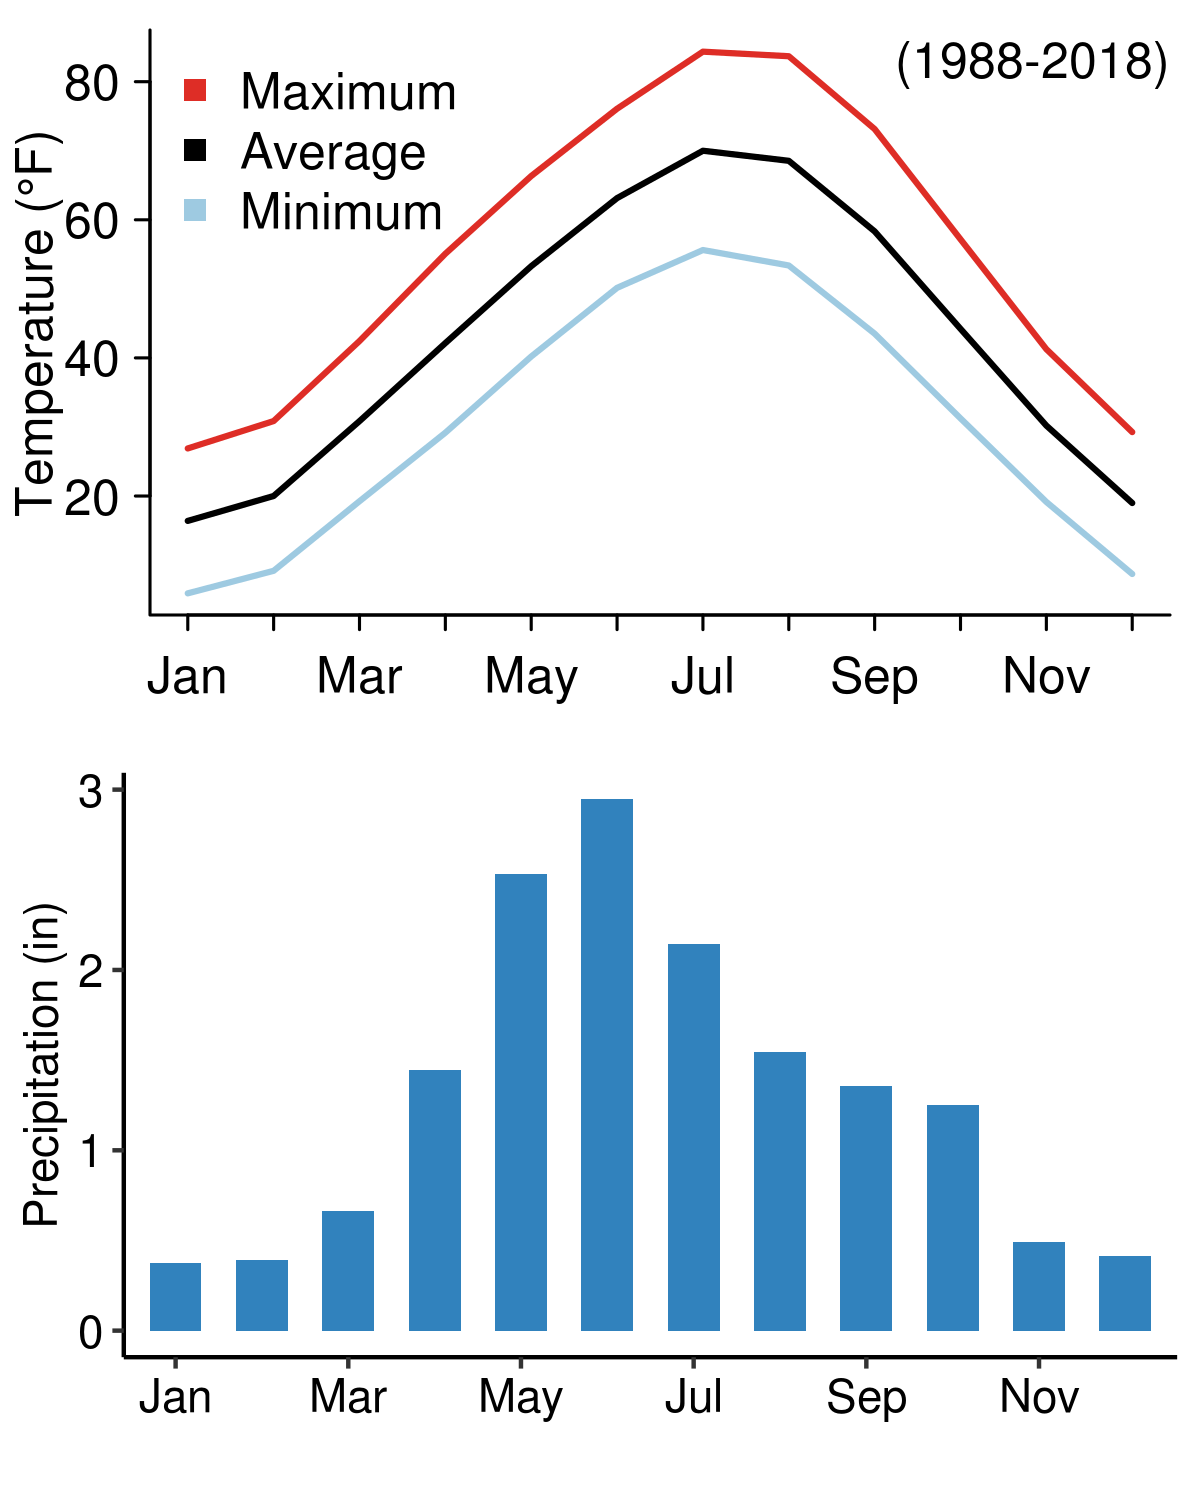 (1988-2018)
Maximum
Average
Minimum
Temperature (°F)
80
60
40
20
Jan Mar May Jul Sep Nov
Precipitation (in)
3
2
1
0
Jan Mar May Jul Sep Nov